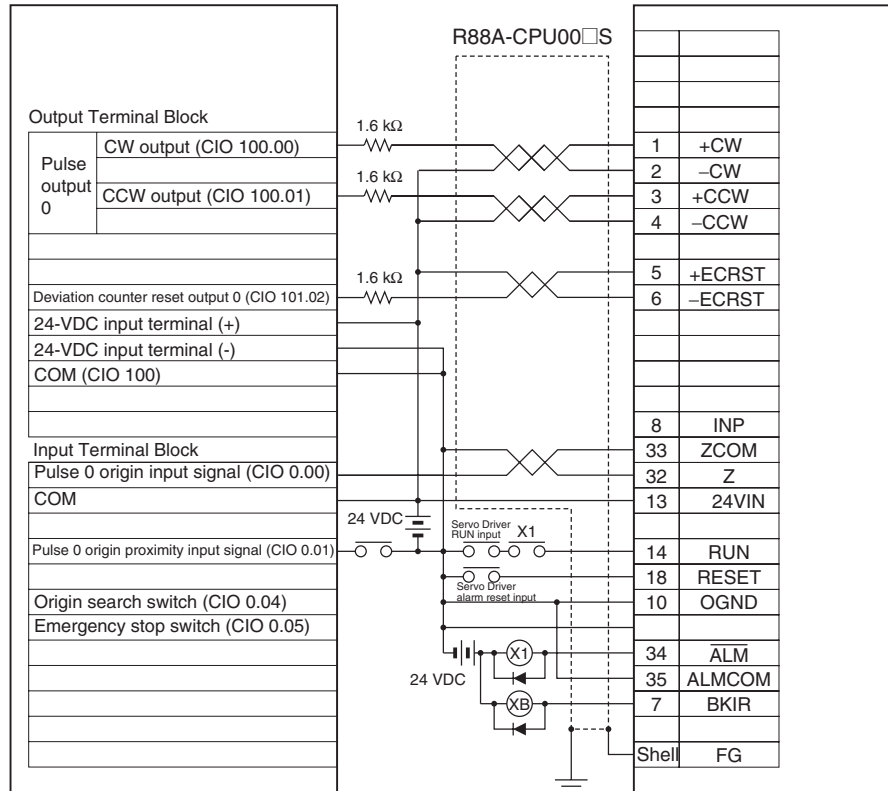 R88A-CPU00□S
Output Terminal Block
Pulse output 0
CW output (CIO 100.00)
1.6 kΩ
1 +CW
2 −CW
CCW output (CIO 100.01)
1.6 kΩ
3 +CCW
4 −CCW
5 +ECRST
Deviation counter reset output 0 (CIO 101.02)
1.6 kΩ
6 −ECRST
24-VDC input terminal (+)
24-VDC input terminal (-)
COM (CIO 100)
8 INP
Input Terminal Block
33 ZCOM
Pulse 0 origin input signal (CIO 0.00)
32 Z
COM
13 24VIN
24 VDC
Servo Driver
RUN input
X1
Pulse 0 origin proximity input signal (CIO 0.01)
14 RUN
18 RESET
Servo Driver
alarm reset input
Origin search switch (CIO 0.04)
10 OGND
Emergency stop switch (CIO 0.05)
X1
34 A̅L̅M̅
24 VDC
35 ALMCOM
XB
7 BKIR
Shell FG